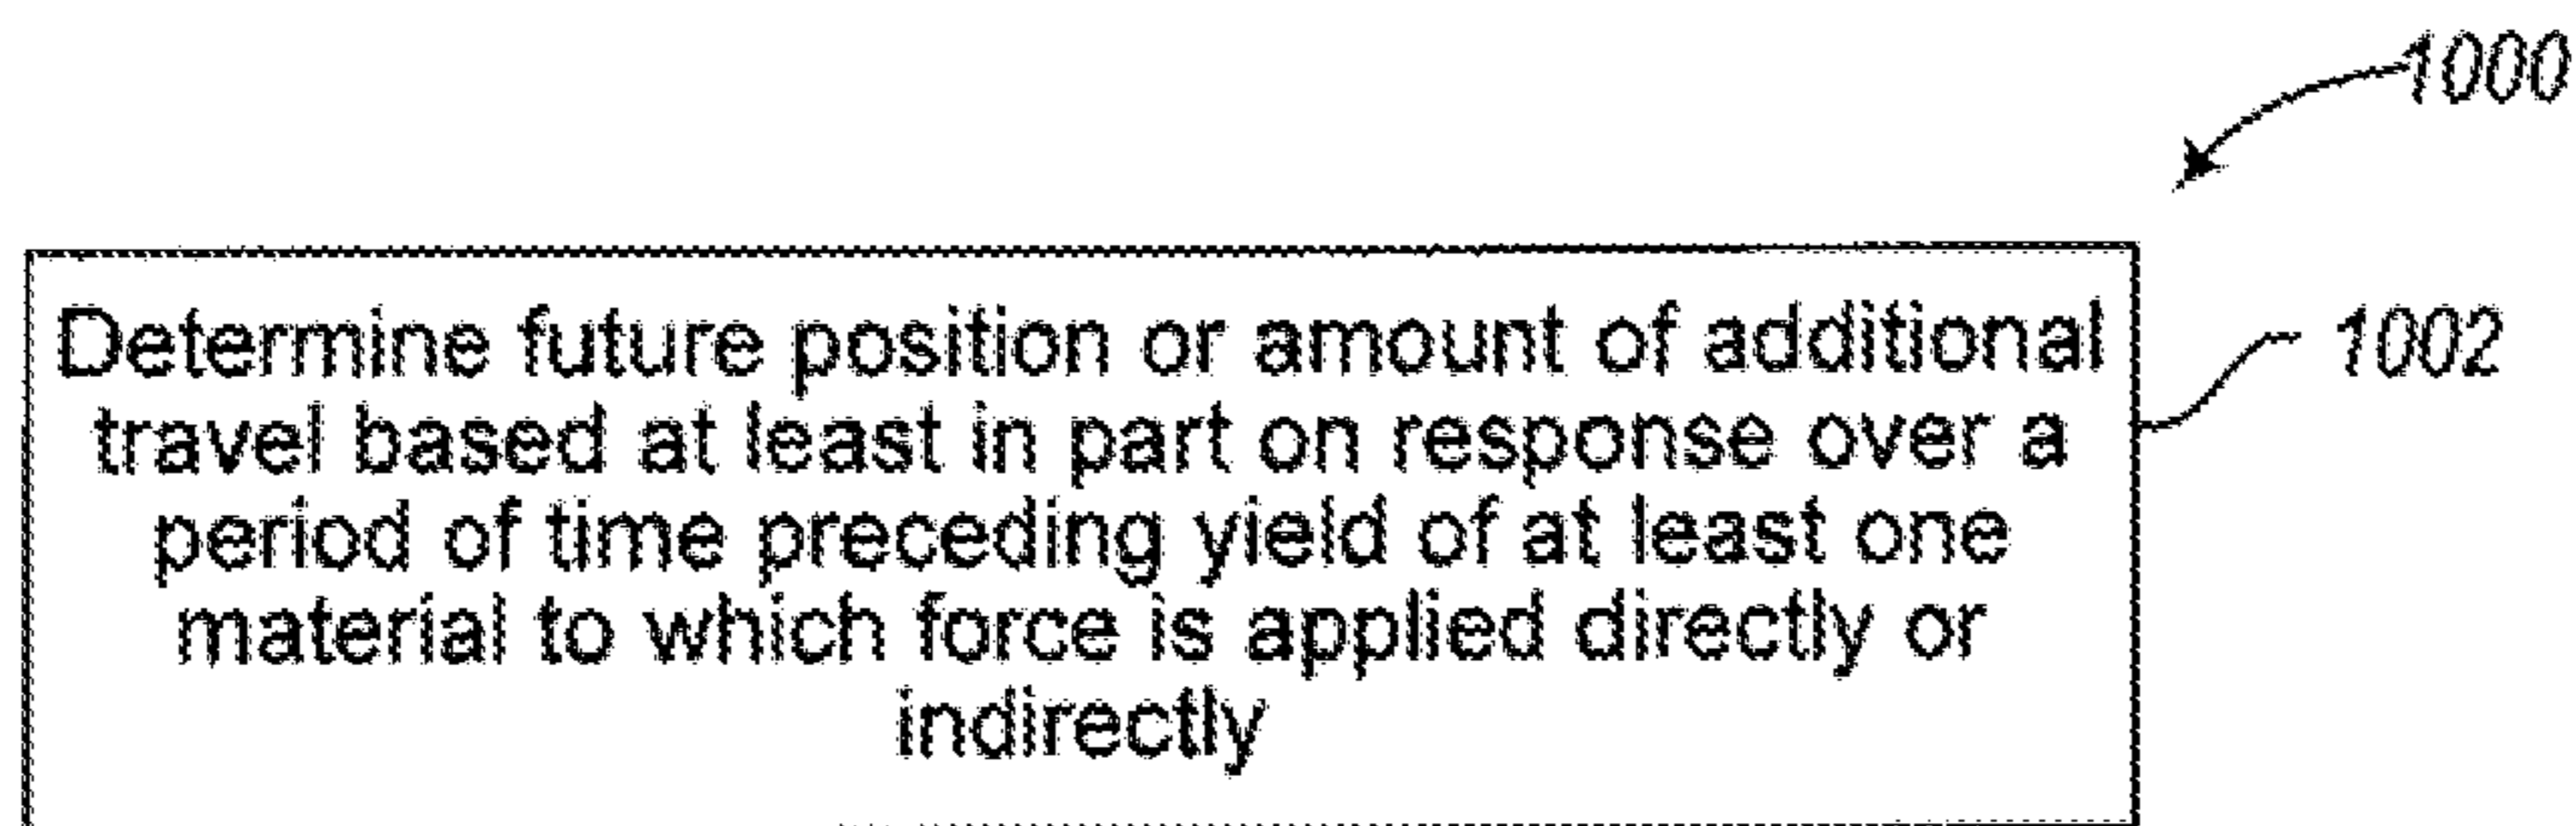 1000
Determine future position or amount of additional
travel based at least in part on response over a
period of time preceding yield of at least one
material to which force is applied directly or
indirectly
1002